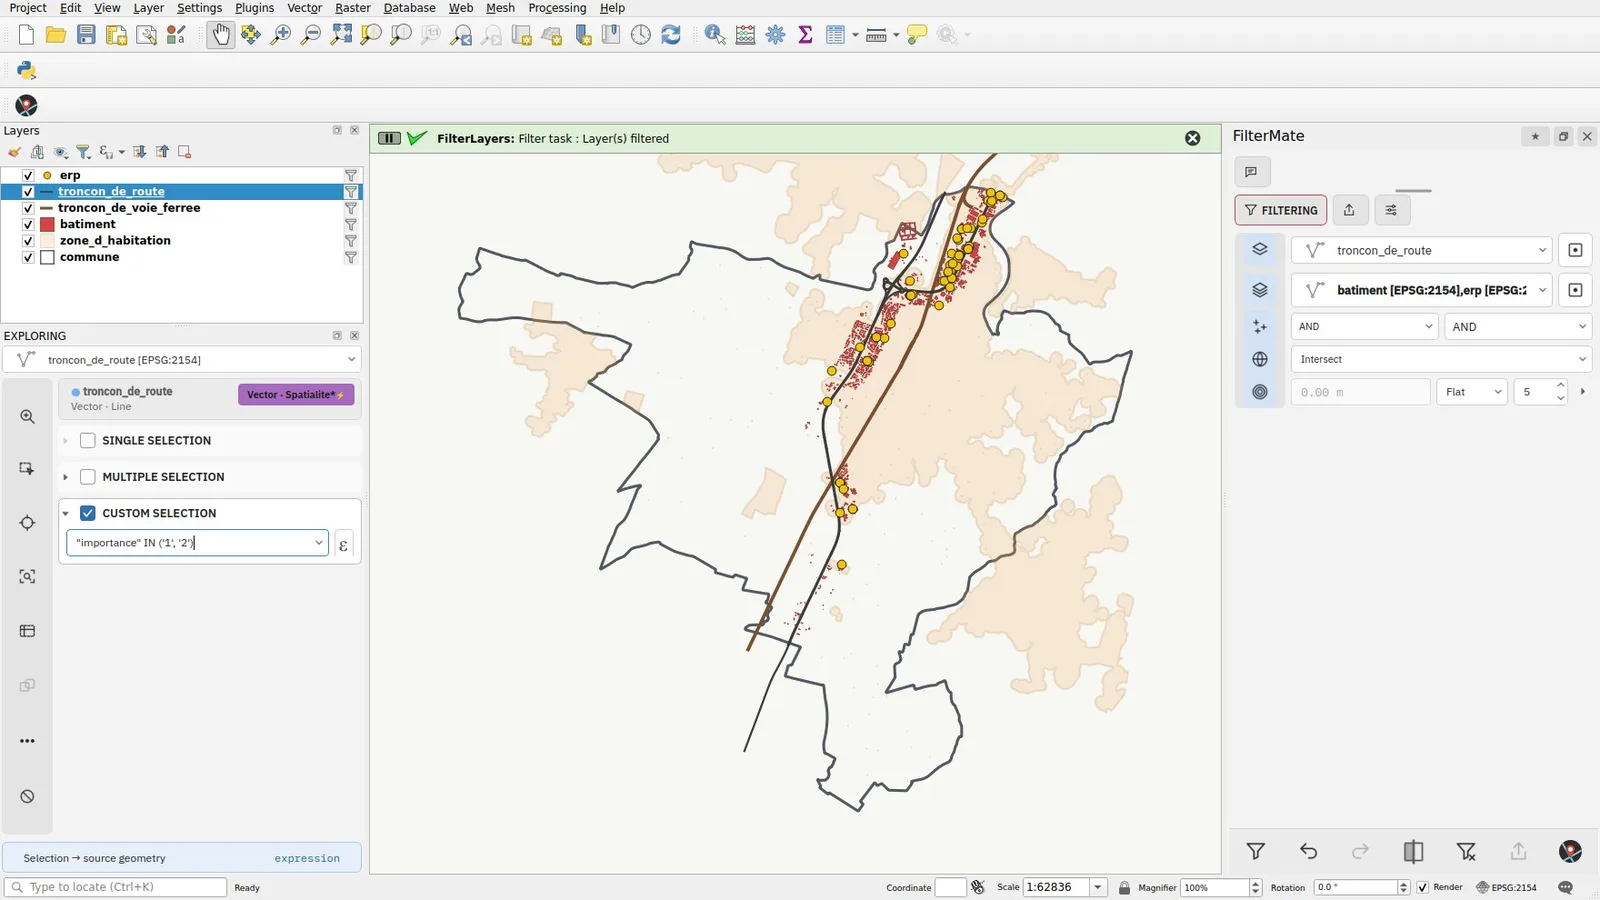 Project Edit View Layer Settings Plugins Vector Raster Database Web Mesh Processing Help
FilterLayers: Filter task : Layer(s) filtered
Layers
erp
troncon_de_route
troncon_de_voie_ferree
batiment
zone_d_habitation
commune
EXPLORING
troncon_de_route [EPSG:2154]
troncon_de_route
Vector · Line
Vector · Spatialite*⚡
SINGLE SELECTION
MULTIPLE SELECTION
CUSTOM SELECTION
"importance" IN ('1', '2')
ε
Selection → source geometry expression
FilterMate
FILTERING
troncon_de_route
batiment [EPSG:2154],erp [EPSG:2
AND AND
Intersect
0.00 m Flat 5
Type to locate (Ctrl+K) Ready Coordinate Scale 1:62836 Magnifier 100% Rotation 0.0 ° Render EPSG:2154